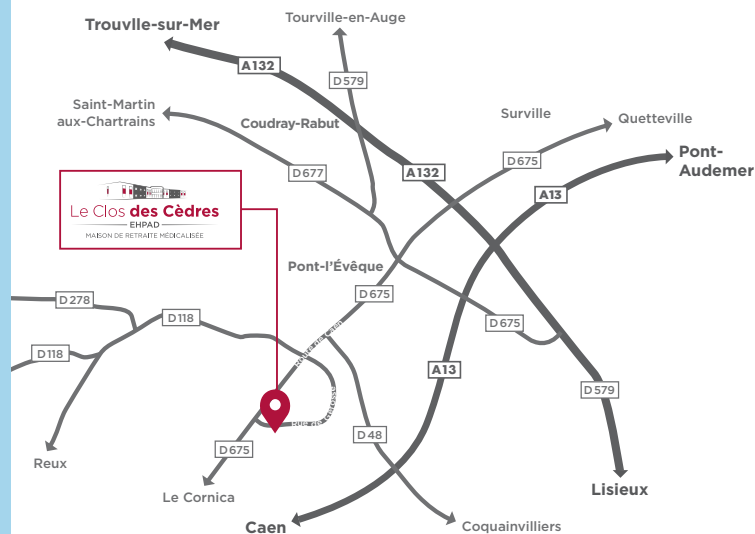 Tourville-en-Auge
Trouvlle-sur-Mer
A132
D579
Saint-Martin
aux-Chartrains
Coudray-Rabut
Surville
Quetteville
D675
Pont-
Audemer
D677
A132
A13
Le Clos des Cèdres
EHPAD
MAISON DE RETRAITE MÉDICALISÉE
Pont-l'Évêque
D675
D278
D118
D675
Route de Caen
D118
A13
D579
Rue de Gérosse
D48
D675
Reux
Le Cornica
Lisieux
Caen
Coquainvilliers